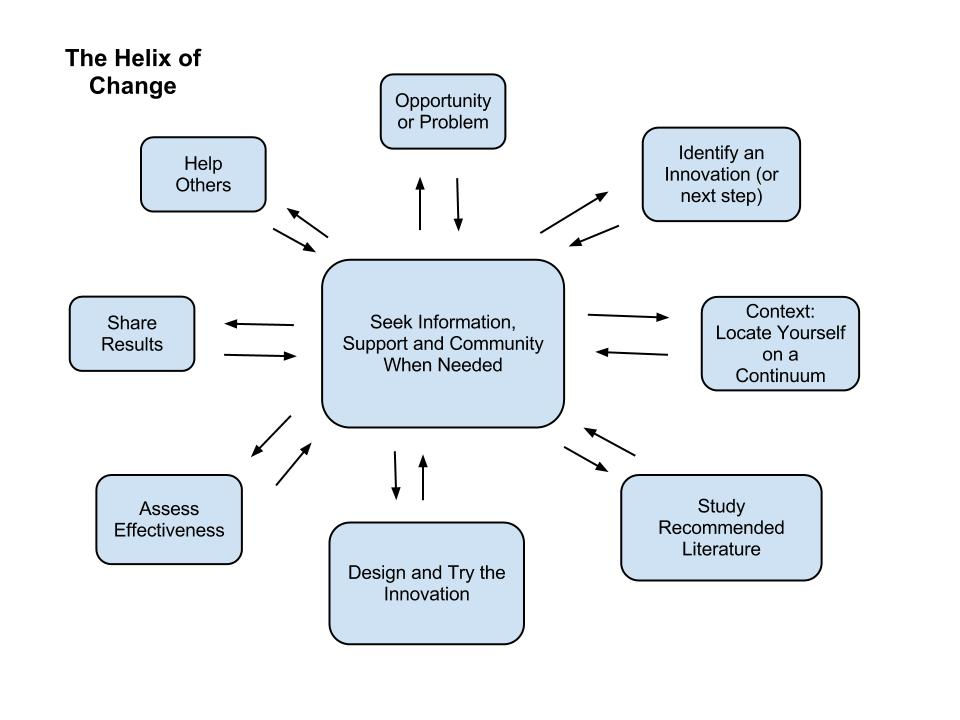 The Helix of
Change
Opportunity
or Problem
Identify an
Innovation (or
next step)
Help
Others
Seek Information,
Support and Community
When Needed
Share
Results
Context:
Locate Yourself
on a
Continuum
Assess
Effectiveness
Study
Recommended
Literature
Design and Try the
Innovation